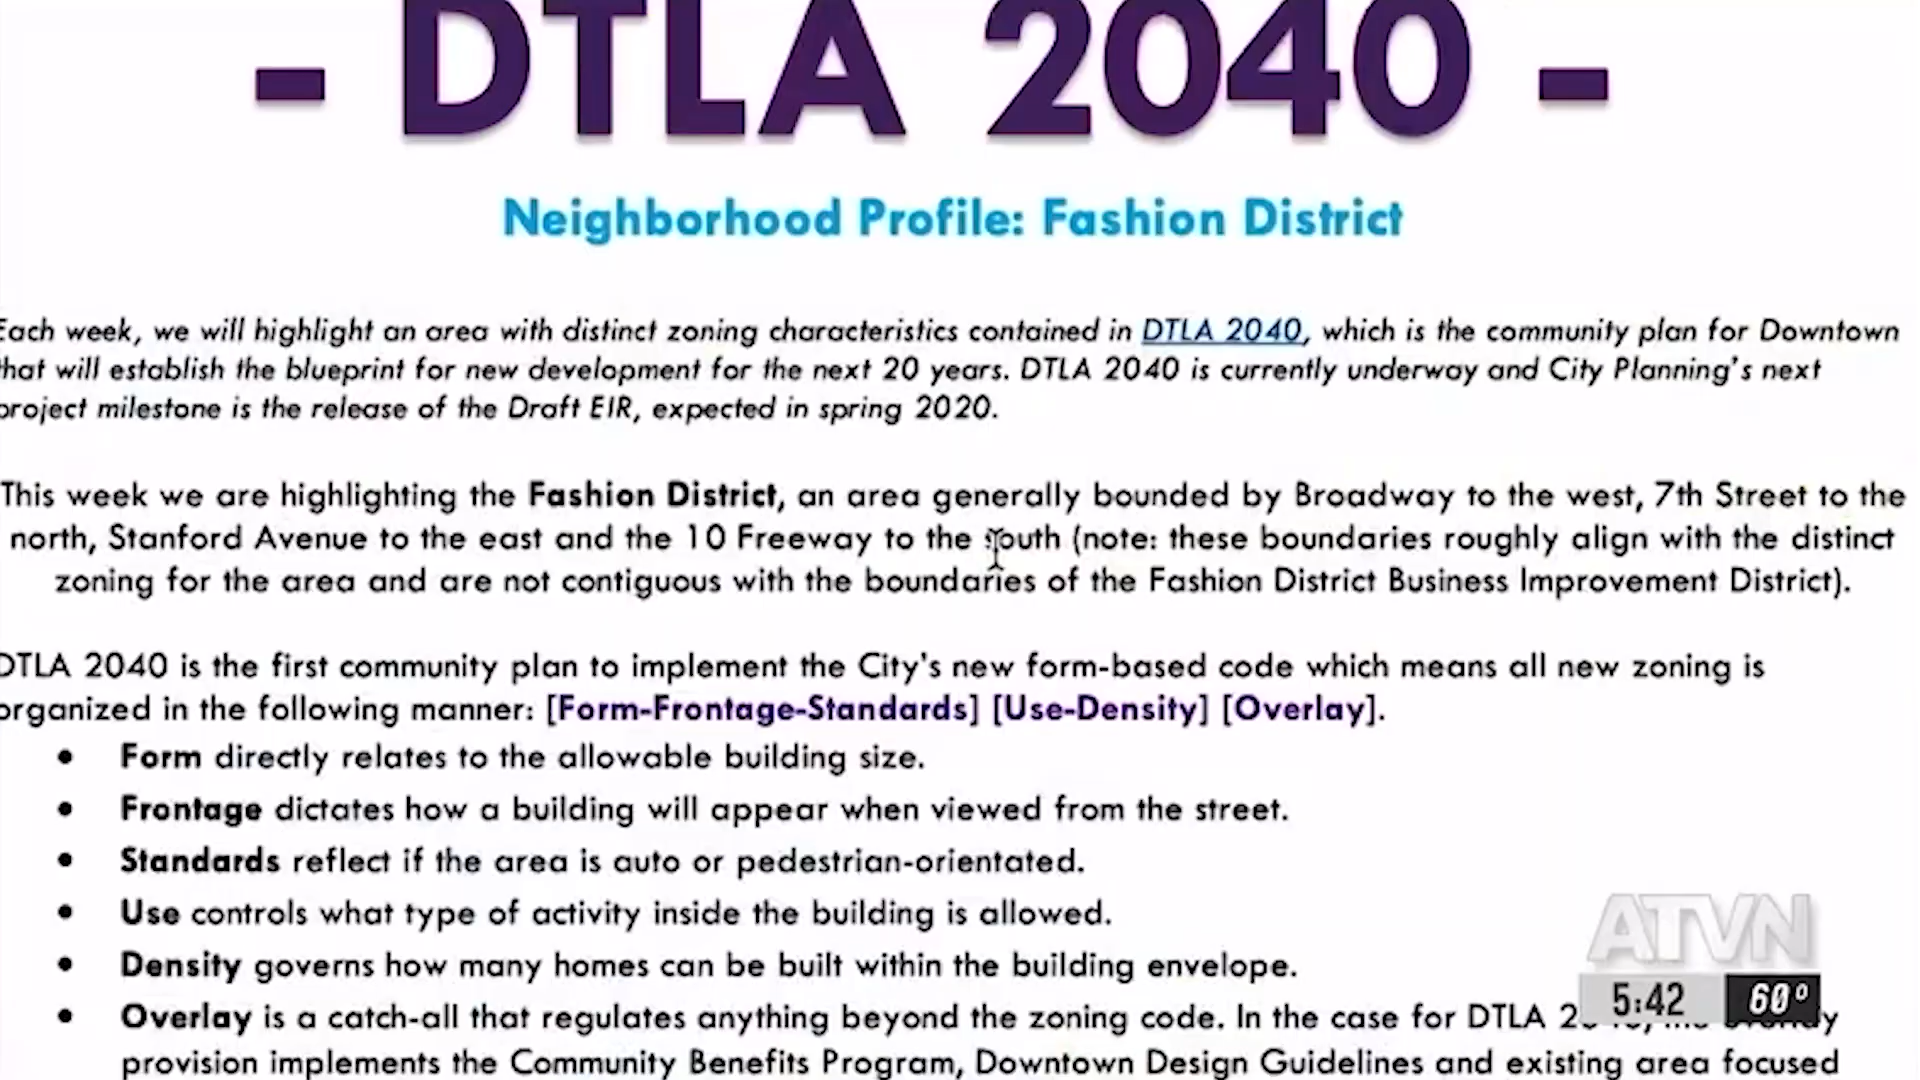 - DTLA 2040 -
Neighborhood Profile: Fashion District
Each week, we will highlight an area with distinct zoning characteristics contained in DTLA 2040, which is the community plan for Downtown
that will establish the blueprint for new development for the next 20 years. DTLA 2040 is currently underway and City Planning's next
project milestone is the release of the Draft EIR, expected in spring 2020.
This week we are highlighting the Fashion District, an area generally bounded by Broadway to the west, 7th Street to the
north, Stanford Avenue to the east and the 10 Freeway to the south (note: these boundaries roughly align with the distinct
zoning for the area and are not contiguous with the boundaries of the Fashion District Business Improvement District).
DTLA 2040 is the first community plan to implement the City's new form-based code which means all new zoning is
organized in the following manner: [Form-Frontage-Standards] [Use-Density] [Overlay].
• Form directly relates to the allowable building size.
• Frontage dictates how a building will appear when viewed from the street.
• Standards reflect if the area is auto or pedestrian-orientated.
• Use controls what type of activity inside the building is allowed.
• Density governs how many homes can be built within the building envelope.
• Overlay is a catch-all that regulates anything beyond the zoning code. In the case for DTLA
provision implements the Community Benefits Program, Downtown Design Guidelines and existing area focused
ATVN
5:42 60°